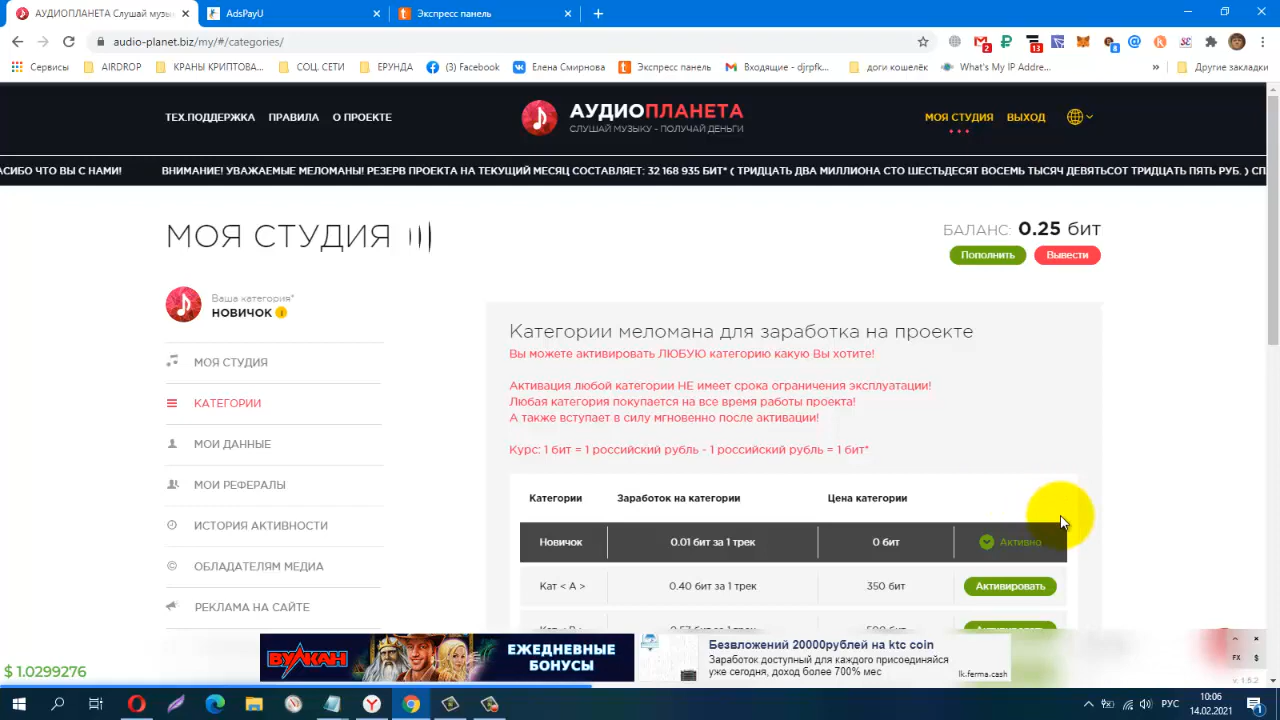 АУДИОПЛАНЕТА Слушай музы
AdsPayU
Экспресс панель
audio-planet.biz/my/#/categories/
Сервисы
AIRDROP
КРАНЫ КРИПТОВА...
СОЦ. СЕТИ
ЕРУНДА
(3) Facebook
Елена Смирнова
Экспресс панель
Входящие - djrpfk...
доги кошелёк
What's My IP Addre...
»
Другие закладки
ТЕХ.ПОДДЕРЖКА
ПРАВИЛА
О ПРОЕКТЕ
АУДИОПЛАНЕТА
СЛУШАЙ МУЗЫКУ - ПОЛУЧАЙ ДЕНЬГИ
МОЯ СТУДИЯ
ВЫХОД
АСИБО ЧТО ВЫ С НАМИ!
ВНИМАНИЕ! УВАЖАЕМЫЕ МЕЛОМАНЫ! РЕЗЕРВ ПРОЕКТА НА ТЕКУЩИЙ МЕСЯЦ СОСТАВЛЯЕТ: 32 168 935 БИТ* ( ТРИДЦАТЬ ДВА МИЛЛИОНА СТО ШЕСТЬДЕСЯТ ВОСЕМЬ ТЫСЯЧ ДЕВЯТЬСОТ ТРИДЦАТЬ ПЯТЬ РУБ. ) СП
МОЯ СТУДИЯ
БАЛАНС: 0.25 бит
Пополнить
Вывести
Ваша категория*
НОВИЧОК
МОЯ СТУДИЯ
КАТЕГОРИИ
МОИ ДАННЫЕ
МОИ РЕФЕРАЛЫ
ИСТОРИЯ АКТИВНОСТИ
ОБЛАДАТЕЛЯМ МЕДИА
РЕКЛАМА НА САЙТЕ
Категории меломана для заработка на проекте
Вы можете активировать ЛЮБУЮ категорию какую Вы хотите!
Активация любой категории НЕ имеет срока ограничения эксплуатации!
Любая категория покупается на все время работы проекта!
А также вступает в силу мгновенно после активации!
Курс: 1 бит = 1 российский рубль - 1 российский рубль = 1 бит*
Категории
Заработок на категории
Цена категории
Новичок
0.01 бит за 1 трек
0 бит
Активно
Кат < A >
0.40 бит за 1 трек
350 бит
Активировать
ВУЛКАН
ЕЖЕДНЕВНЫЕ
БОНУСЫ
Безвложений 20000рублей на ktc coin
Заработок доступный для каждого присоединяйся
уже сегодня, доход более 700% мес
lk.ferma.cash
FX
$
v. 1.5.2
$ 1.0299276
РУС
10:06
14.02.2021